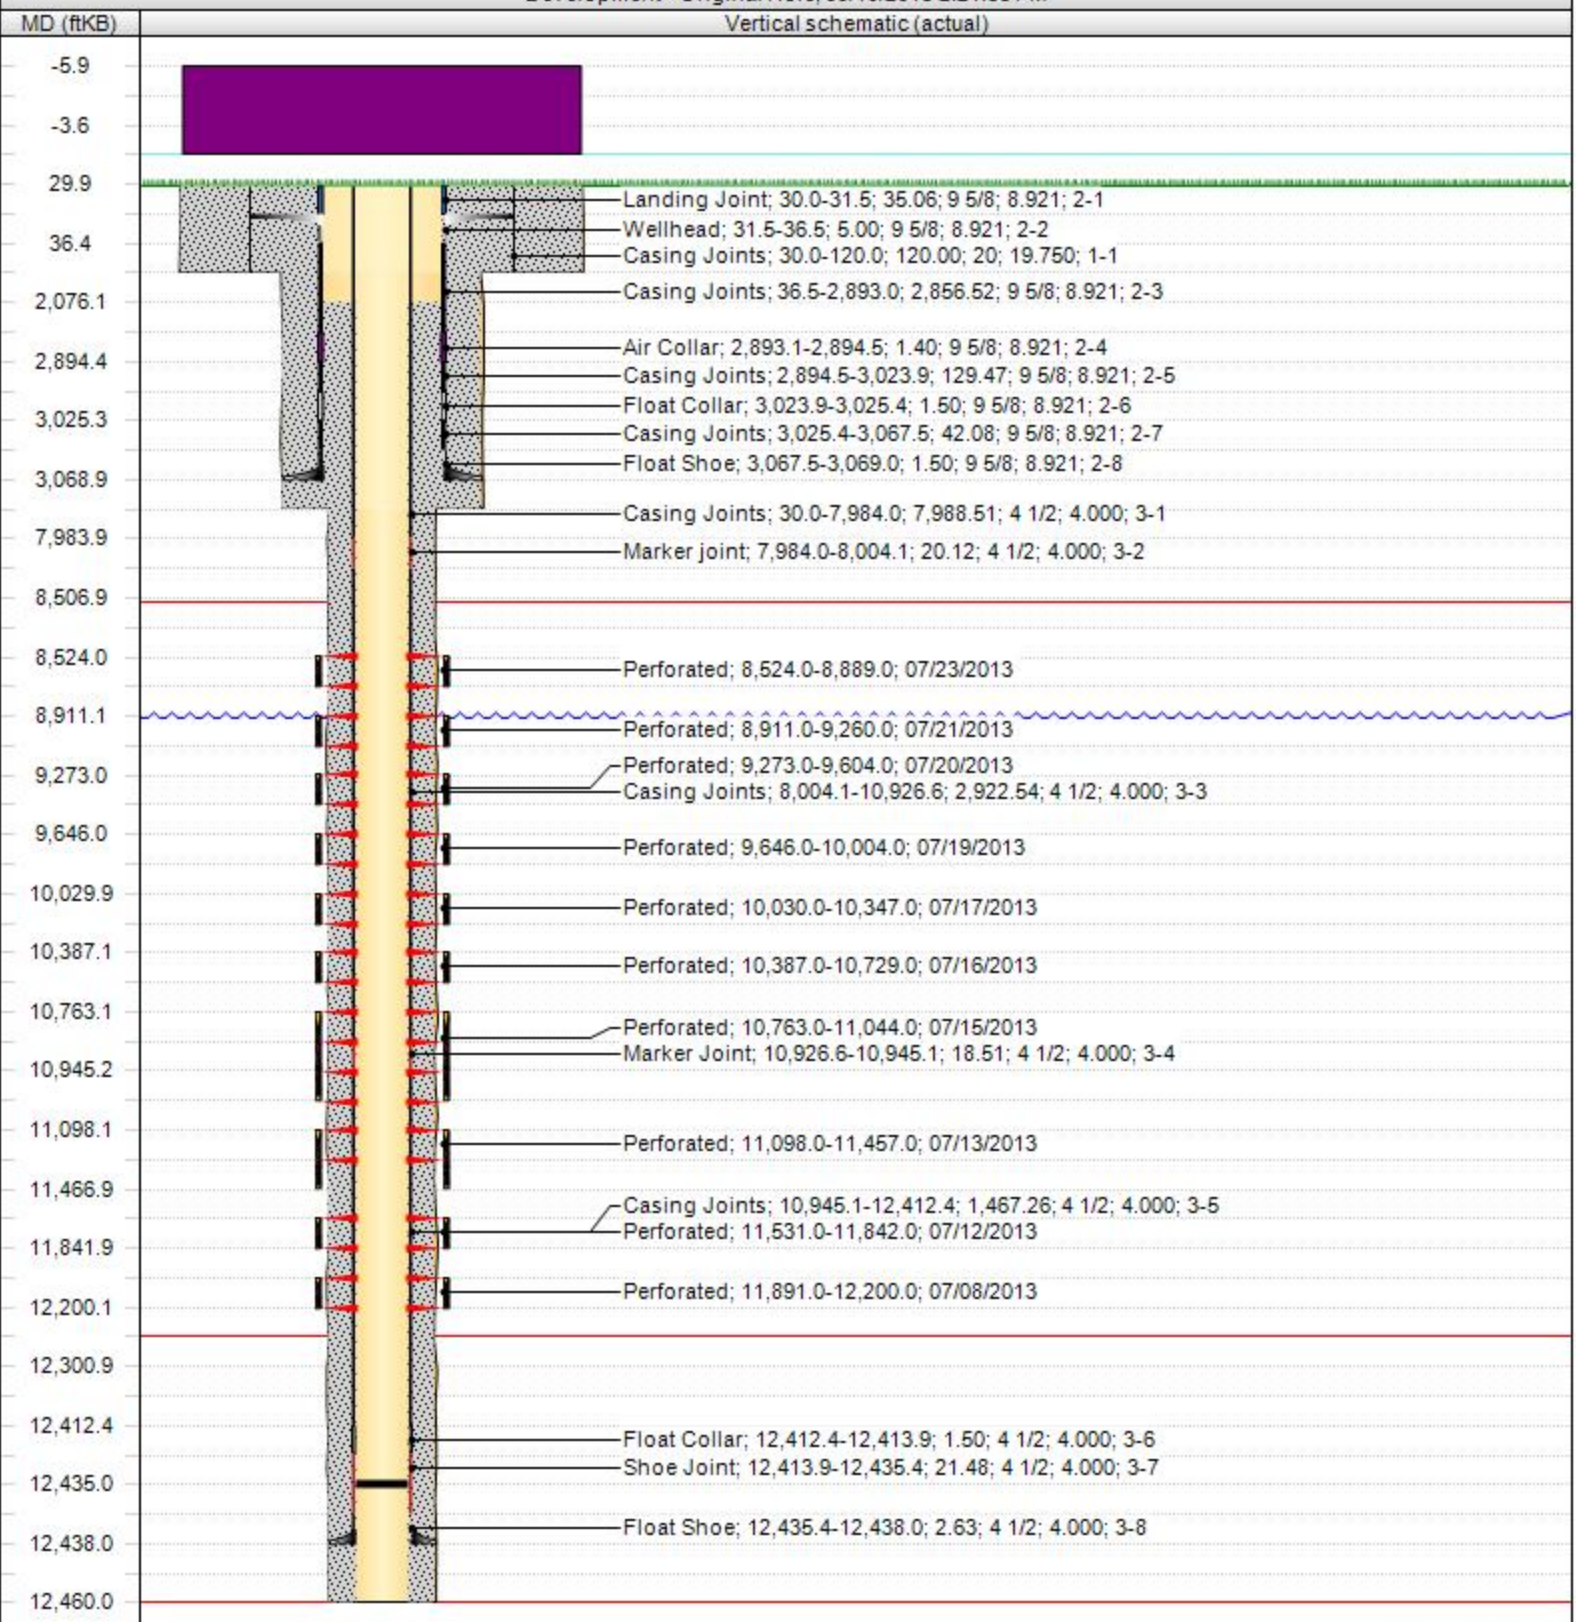 MD (ftKB)
Vertical schematic (actual)
-5.9
-3.6
29.9
Landing Joint; 30.0-31.5; 35.06; 9 5/8; 8.921; 2-1
Wellhead; 31.5-36.5; 5.00; 9 5/8; 8.921; 2-2
36.4
Casing Joints; 30.0-120.0; 120.00; 20; 19.750; 1-1
Casing Joints; 36.5-2,893.0; 2,856.52; 9 5/8; 8.921; 2-3
2,076.1
Air Collar; 2,893.1-2,894.5; 1.40; 9 5/8; 8.921; 2-4
2,894.4
Casing Joints; 2,894.5-3,023.9; 129.47; 9 5/8; 8.921; 2-5
Float Collar; 3,023.9-3,025.4; 1.50; 9 5/8; 8.921; 2-6
3,025.3
Casing Joints; 3,025.4-3,067.5; 42.08; 9 5/8; 8.921; 2-7
Float Shoe; 3,067.5-3,069.0; 1.50; 9 5/8; 8.921; 2-8
3,068.9
Casing Joints; 30.0-7,984.0; 7,988.51; 4 1/2; 4.000; 3-1
7,983.9
Marker joint; 7,984.0-8,004.1; 20.12; 4 1/2; 4.000; 3-2
8,506.9
8,524.0
Perforated; 8,524.0-8,889.0; 07/23/2013
8,911.1
Perforated; 8,911.0-9,260.0; 07/21/2013
Perforated; 9,273.0-9,604.0; 07/20/2013
9,273.0
Casing Joints; 8,004.1-10,926.6; 2,922.54; 4 1/2; 4.000; 3-3
9,646.0
Perforated; 9,646.0-10,004.0; 07/19/2013
10,029.9
Perforated; 10,030.0-10,347.0; 07/17/2013
10,387.1
Perforated; 10,387.0-10,729.0; 07/16/2013
10,763.1
Perforated; 10,763.0-11,044.0; 07/15/2013
Marker Joint; 10,926.6-10,945.1; 18.51; 4 1/2; 4.000; 3-4
10,945.2
11,098.1
Perforated; 11,098.0-11,457.0; 07/13/2013
11,466.9
Casing Joints; 10,945.1-12,412.4; 1,467.26; 4 1/2; 4.000; 3-5
Perforated; 11,531.0-11,842.0; 07/12/2013
11,841.9
Perforated; 11,891.0-12,200.0; 07/08/2013
12,200.1
12,300.9
12,412.4
Float Collar; 12,412.4-12,413.9; 1.50; 4 1/2; 4.000; 3-6
Shoe Joint; 12,413.9-12,435.4; 21.48; 4 1/2; 4.000; 3-7
12,435.0
Float Shoe; 12,435.4-12,438.0; 2.63; 4 1/2; 4.000; 3-8
12,438.0
12,460.0